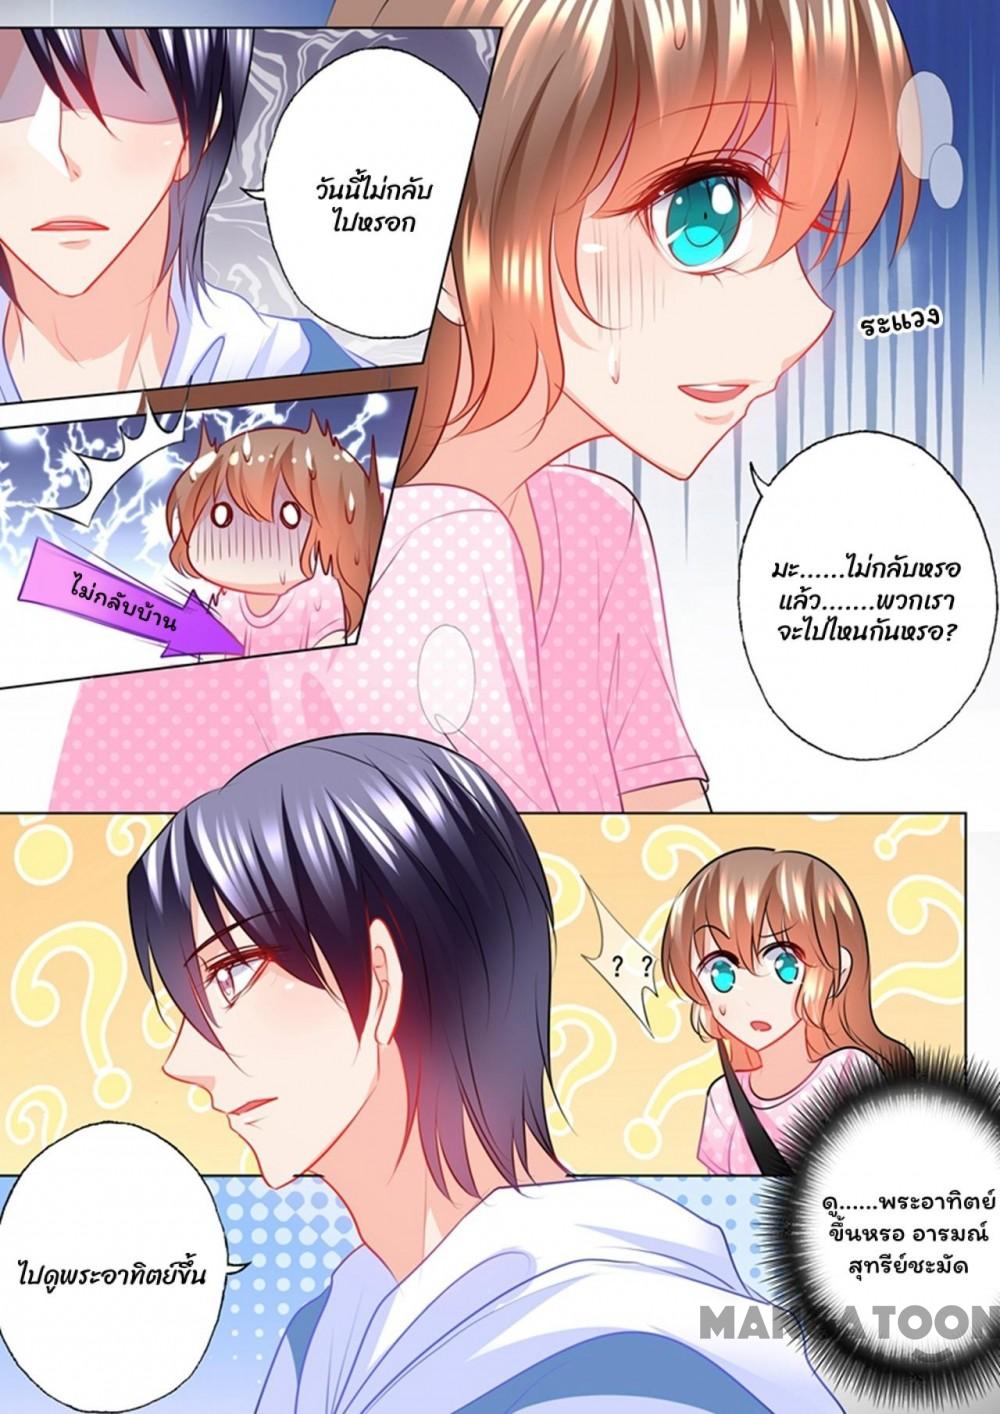 วันนี้ไม่กลับ
ไปหรอก
ระแวง
ไม่กลับบ้าน
มะ......ไม่กลับหรอ
แล้ว.......พวกเรา
จะไปไหนกันหรอ?
? ?
ไปดูพระอาทิตย์ขึ้น
ดู......พระอาทิตย์
ขึ้นหรอ อารมณ์
สุทรีย์ชะมัด
MANGATOON